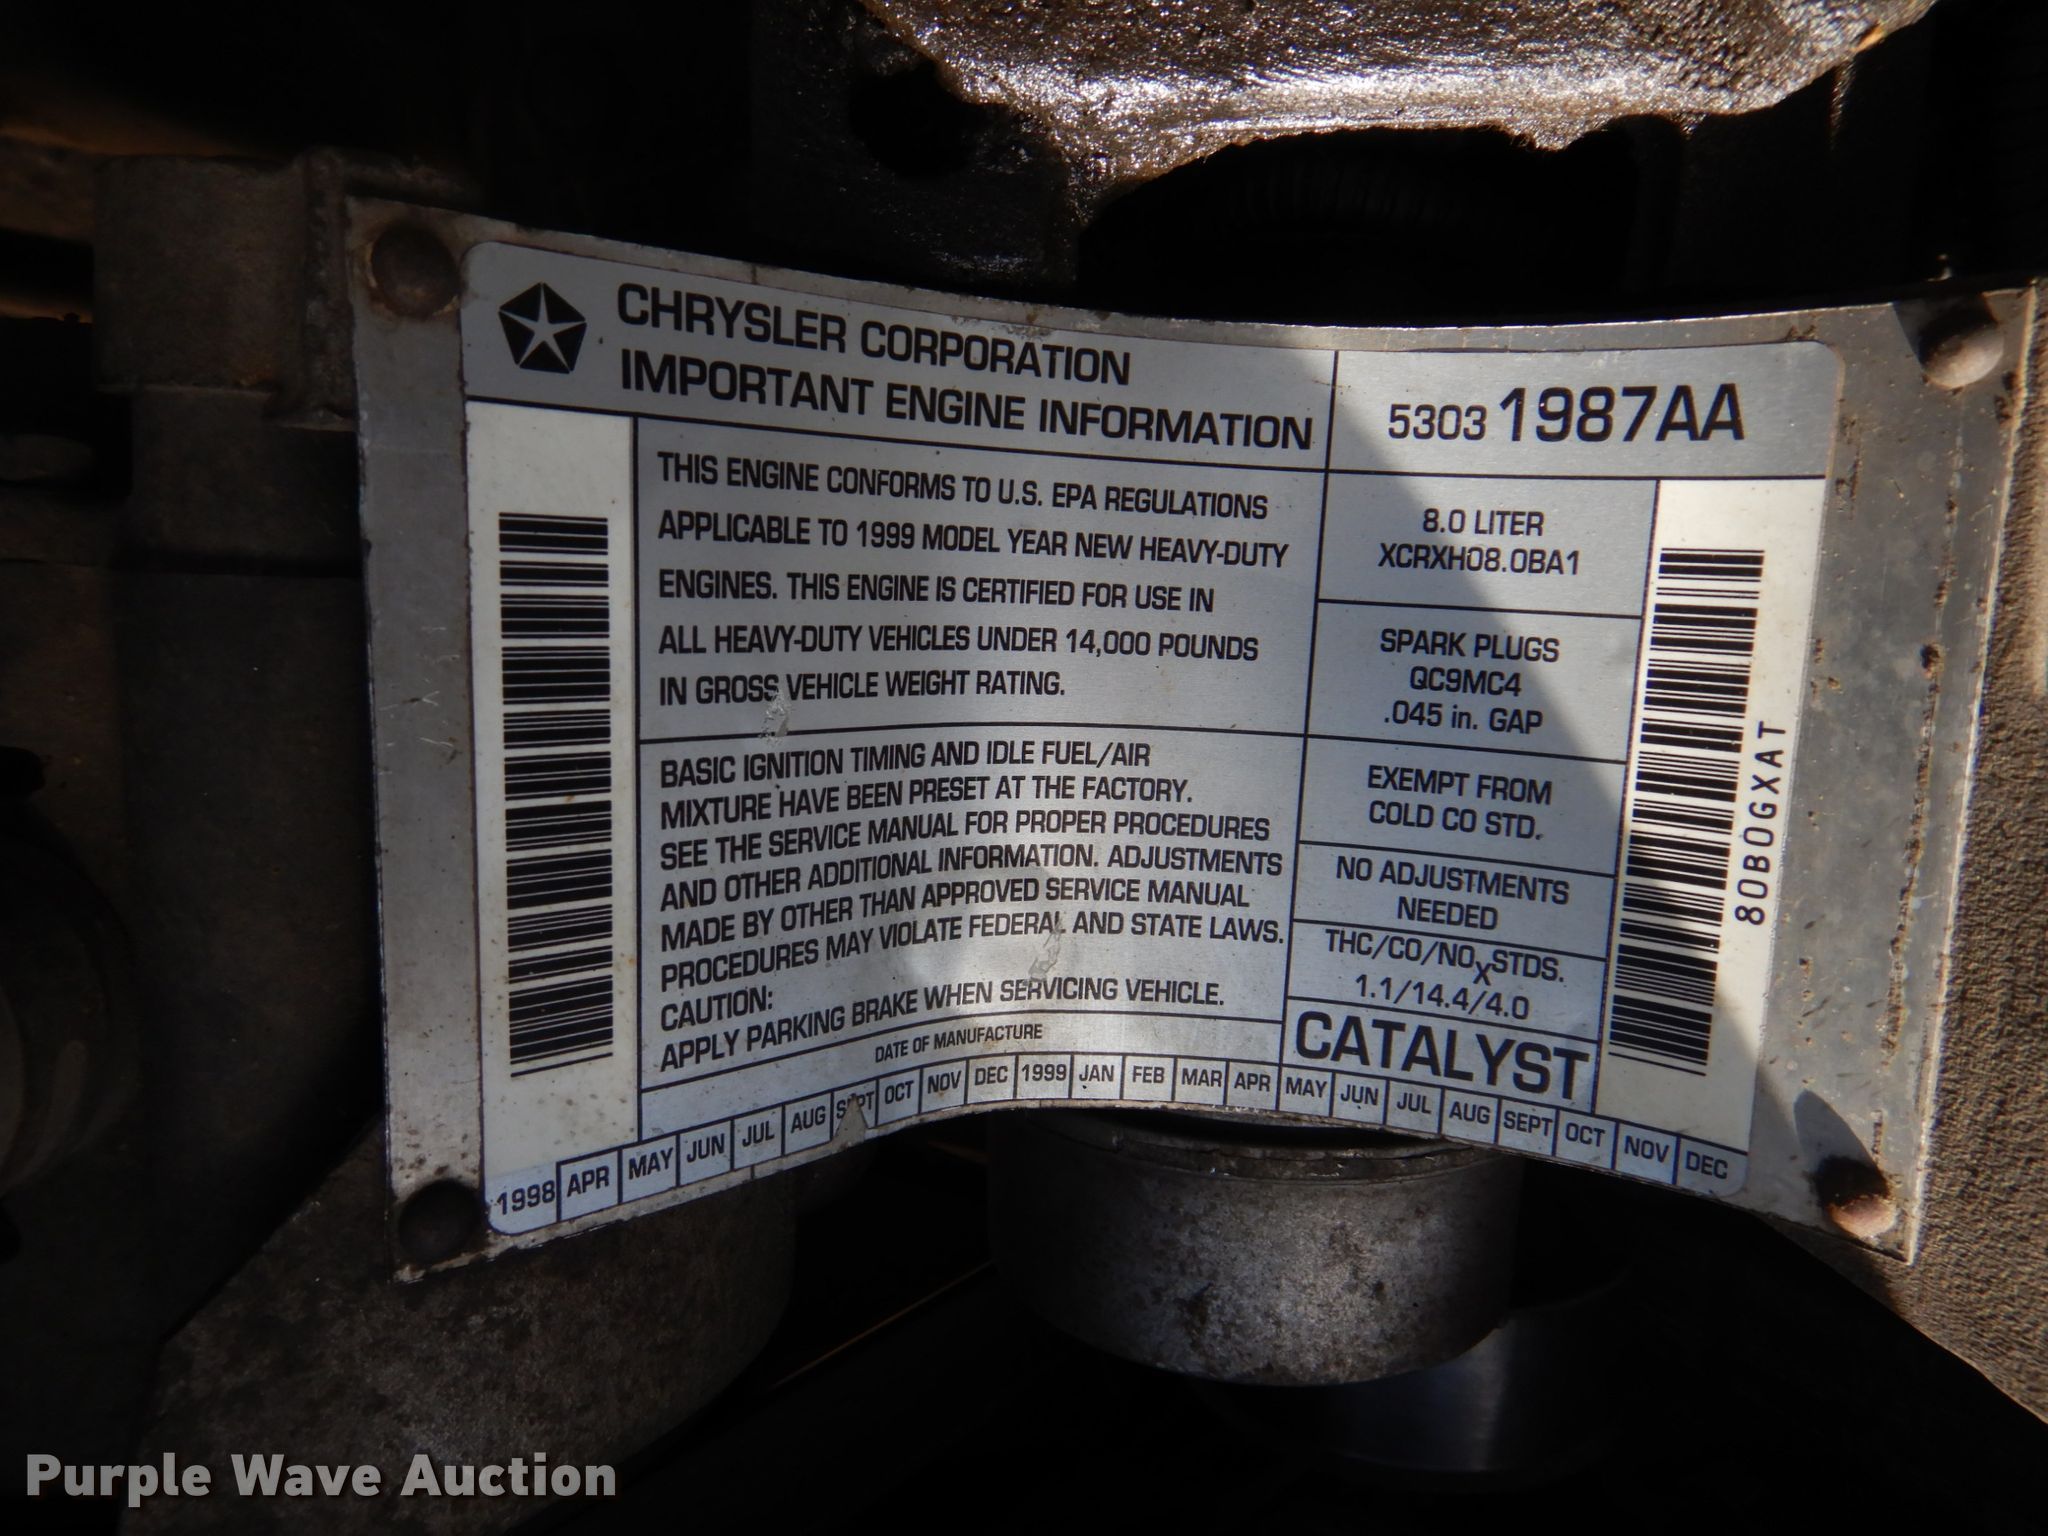 CHRYSLER CORPORATION
IMPORTANT ENGINE INFORMATION
5303 1987AA
THIS ENGINE CONFORMS TO U.S. EPA REGULATIONS
APPLICABLE TO 1999 MODEL YEAR NEW HEAVY-DUTY
ENGINES. THIS ENGINE IS CERTIFIED FOR USE IN
ALL HEAVY-DUTY VEHICLES UNDER 14,000 POUNDS
IN GROSS VEHICLE WEIGHT RATING.
BASIC IGNITION TIMING AND IDLE FUEL/AIR
MIXTURE HAVE BEEN PRESET AT THE FACTORY.
SEE THE SERVICE MANUAL FOR PROPER PROCEDURES
AND OTHER ADDITIONAL INFORMATION. ADJUSTMENTS
MADE BY OTHER THAN APPROVED SERVICE MANUAL
PROCEDURES MAY VIOLATE FEDERAL AND STATE LAWS.
CAUTION:
APPLY PARKING BRAKE WHEN SERVICING VEHICLE.
8.0 LITER
XCRXH08.0BA1
SPARK PLUGS
QC9MC4
.045 in. GAP
EXEMPT FROM
COLD CO STD.
NO ADJUSTMENTS
NEEDED
THC/CO/NOX STDS.
1.1/14.4/4.0
CATALYST
80B0GXAT
DATE OF MANUFACTURE
1998 APR MAY JUN JUL AUG SEPT OCT NOV DEC 1999 JAN FEB MAR APR MAY JUN JUL AUG SEPT OCT NOV DEC
Purple Wave Auction